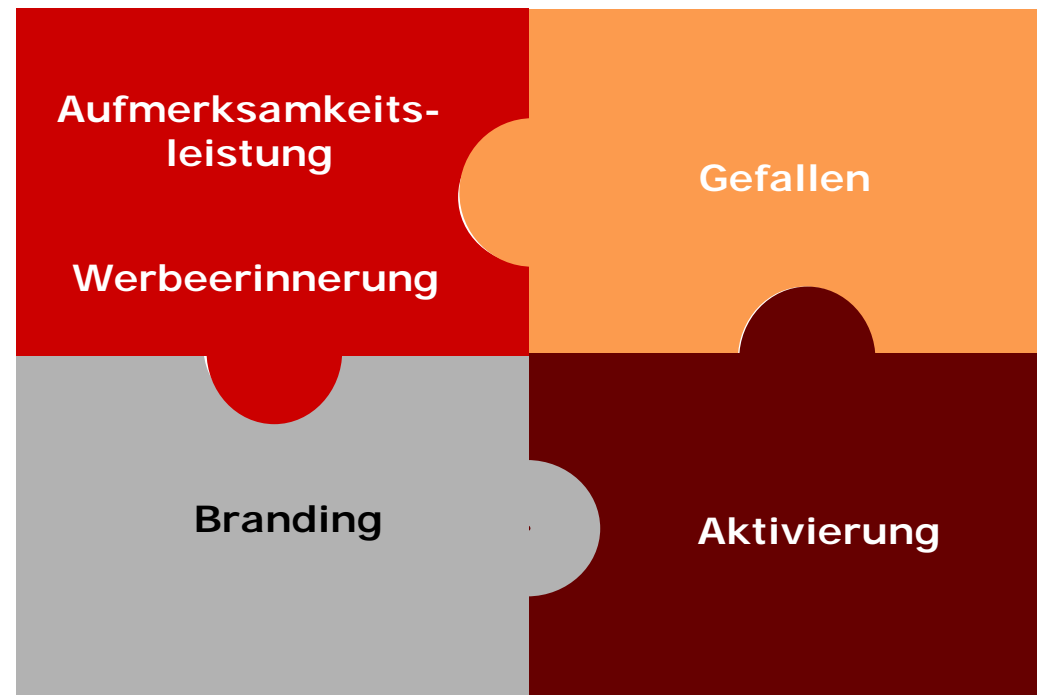 Aufmerksamkeits-
leistung
Werbeerinnerung
Gefallen
Branding
Aktivierung